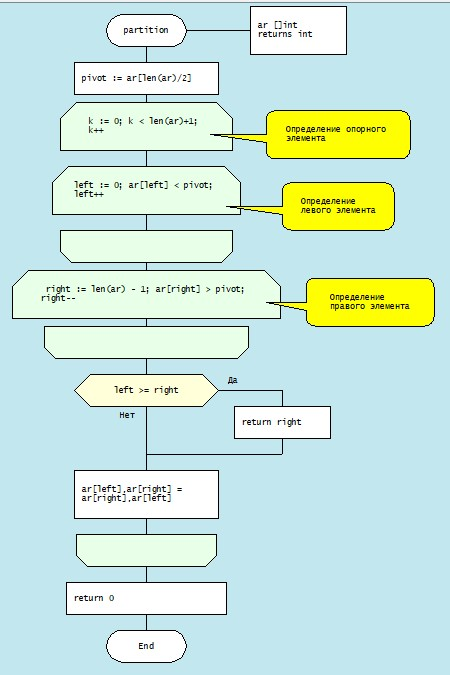 partition
ar []int
returns int
pivot := ar[len(ar)/2]
k := 0; k < len(ar)+1;
k++
Определение опорного
элемента
left := 0; ar[left] < pivot;
left++
Определение
левого элемента
right := len(ar) - 1; ar[right] > pivot;
right--
Определение
правого элемента
left >= right
Да
Нет
return right
ar[left],ar[right] =
ar[right],ar[left]
return 0
End